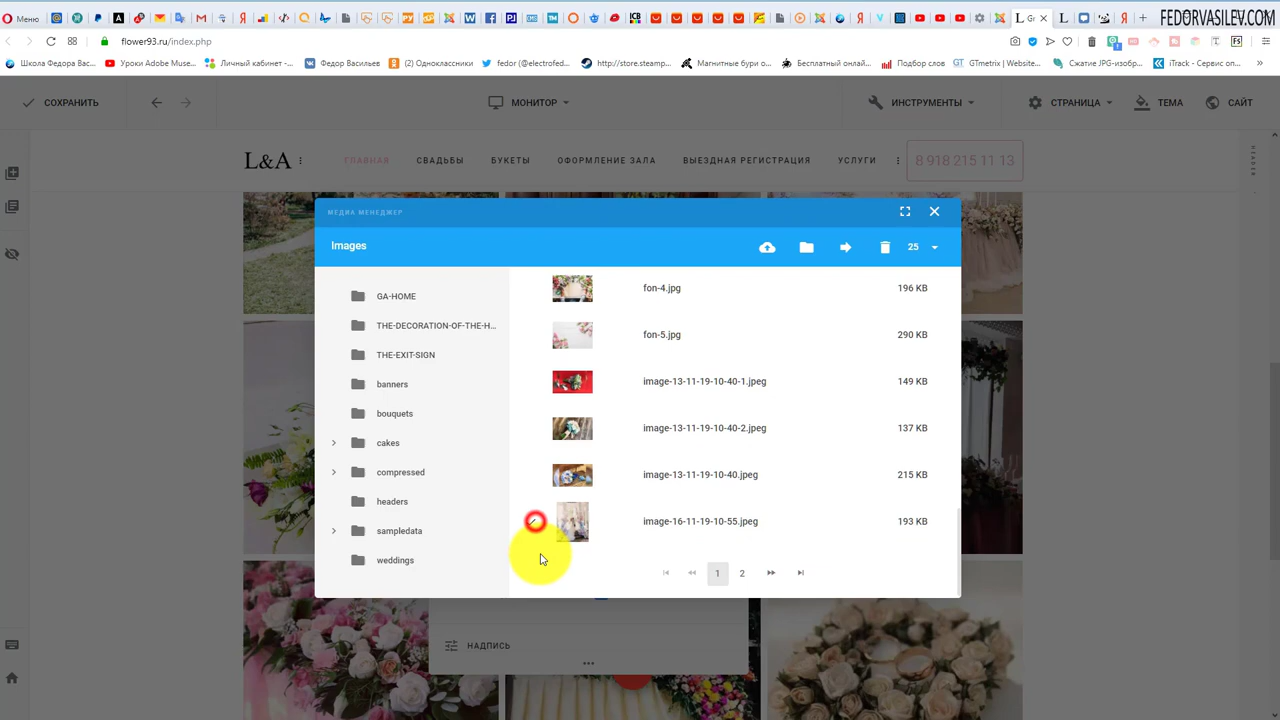 Меню
Gr
FEDORVASILEV.COM
flower93.ru/index.php
Школа Федора Вас...
Уроки Adobe Muse...
Личный кабинет -...
Федор Васильев
(2) Одноклассники
fedor (@electrofed...
http://store.steamp...
Магнитные бури о...
Бесплатный онлай...
Подбор слов
GTmetrix | Website...
Сжатие JPG-изобр...
iTrack - Сервис оп...
СОХРАНИТЬ
МОНИТОР
ИНСТРУМЕНТЫ
СТРАНИЦА
ТЕМА
САЙТ
L&A
ГЛАВНАЯ
СВАДЬБЫ
БУКЕТЫ
ОФОРМЛЕНИЕ ЗАЛА
ВЫЕЗДНАЯ РЕГИСТРАЦИЯ
УСЛУГИ
8 918 215 11 13
HEADER
МЕДИА МЕНЕДЖЕР
Images
25
GA-HOME
THE-DECORATION-OF-THE-H...
THE-EXIT-SIGN
banners
bouquets
cakes
compressed
headers
sampledata
weddings
fon-4.jpg 196 KB
fon-5.jpg 290 KB
image-13-11-19-10-40-1.jpeg 149 KB
image-13-11-19-10-40-2.jpeg 137 KB
image-13-11-19-10-40.jpeg 215 KB
image-16-11-19-10-55.jpeg 193 KB
1 2
НАДПИСЬ